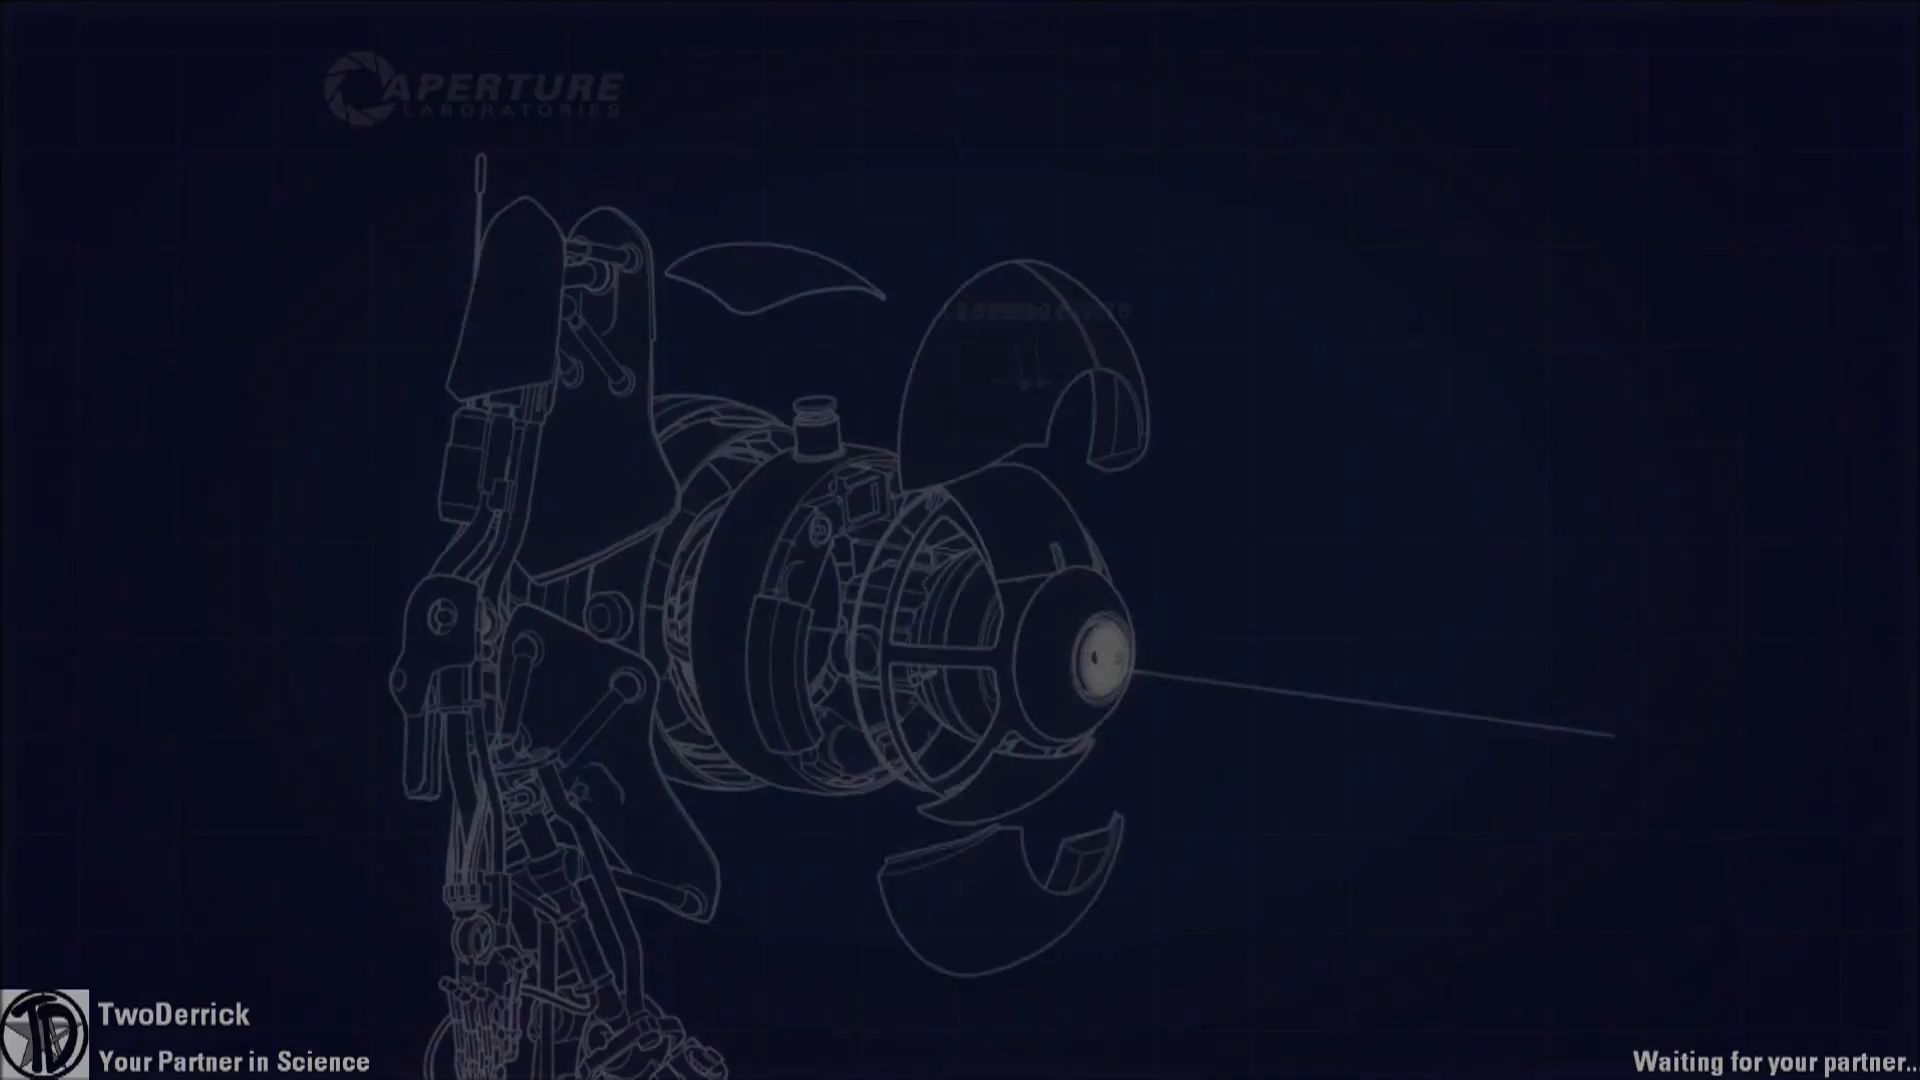 APERTURE
LABORATORIES
TwoDerrick
Your Partner in Science
Waiting for your partner...